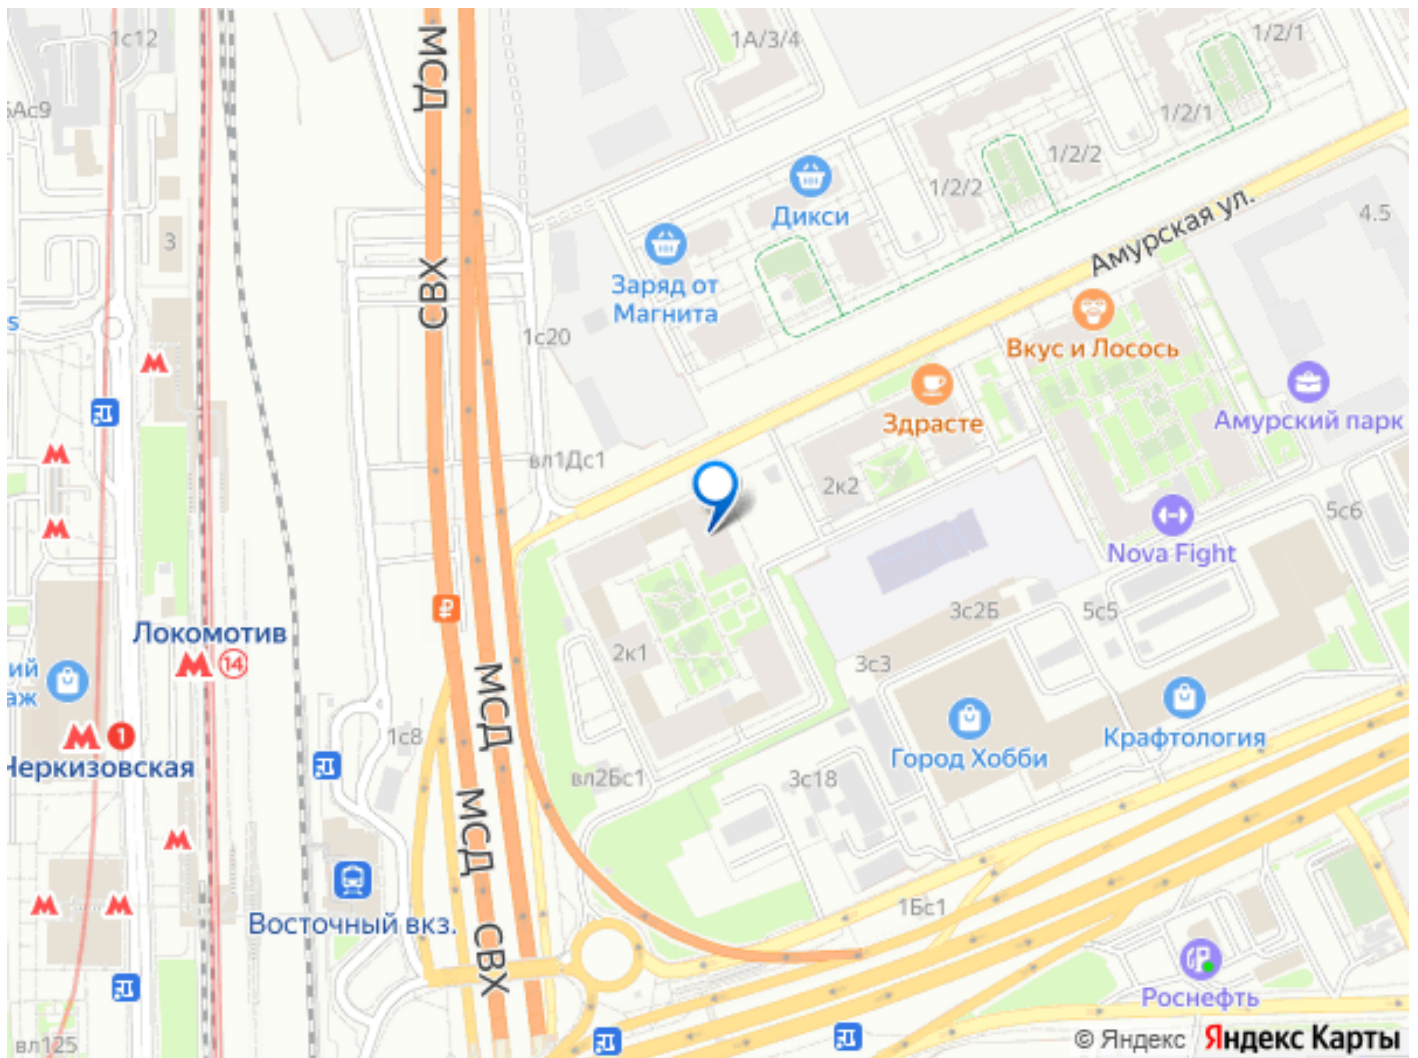 1с12
МСД
1А/3/4
1/2/1
6Ас9
1/2/1
1/2/2
1/2/2
Дикси
Амурская ул.
4.5
3
Заряд от
Магнита
СВХ
1с20
s
Вкус и Лосось
Здрасте
Амурский парк
вл1Дс1
2к2
5с6
Nova Fight
₽
3с2Б
5с5
Локомотив
14
2к1
3с3
ий
аж
МСД
1
Черкизовская
1с8
Город Хобби
Крафтология
вл2Бс1
3с18
МСД
Восточный вкз.
СВХ
1Бс1
Роснефть
вл125
© Яндекс
Яндекс Карты